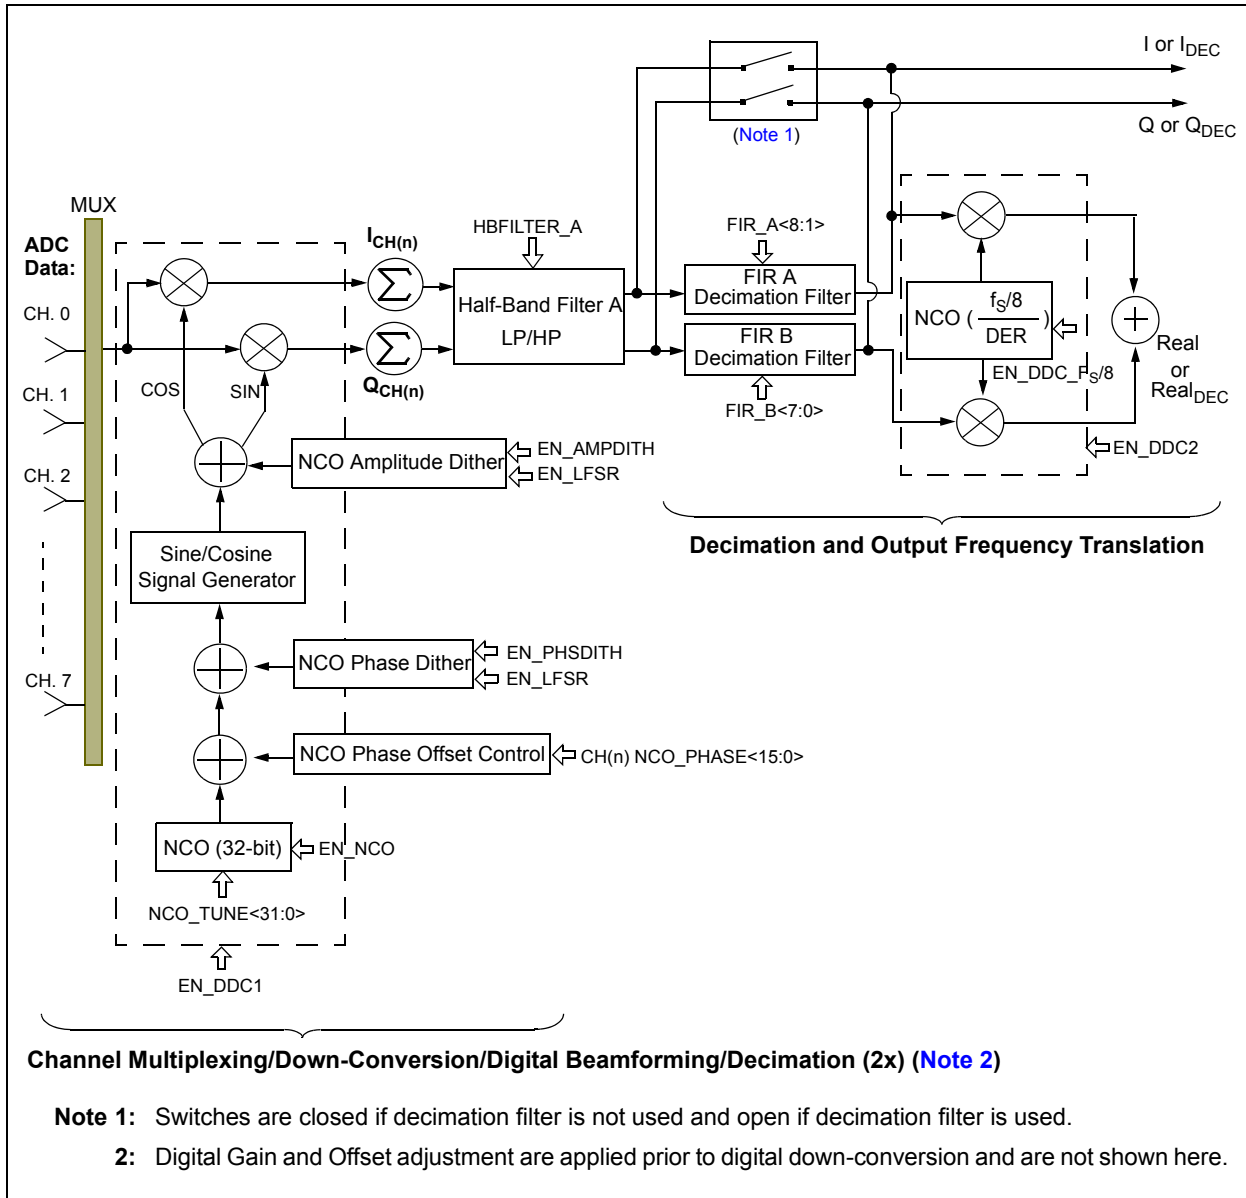 I or IDEC
Q or QDEC
(Note 1)
MUX
ADC
Data:
CH. 0
CH. 1
CH. 2
CH. 7
COS
SIN
ICH(n)
Σ
Σ
QCH(n)
HBFILTER_A
Half-Band Filter A
LP/HP
FIR_A<8:1>
FIR A
Decimation Filter
FIR B
Decimation Filter
FIR_B<7:0>
NCO ( fS/8
DER )
EN_DDC_FS/8
Real
or
RealDEC
EN_DDC2
NCO Amplitude Dither
EN_AMPDITH
EN_LFSR
Decimation and Output Frequency Translation
Sine/Cosine
Signal Generator
NCO Phase Dither
EN_PHSDITH
EN_LFSR
NCO Phase Offset Control
CH(n) NCO_PHASE<15:0>
NCO (32-bit)
EN_NCO
NCO_TUNE<31:0>
EN_DDC1
Channel Multiplexing/Down-Conversion/Digital Beamforming/Decimation (2x) (Note 2)
Note 1: Switches are closed if decimation filter is not used and open if decimation filter is used.
2: Digital Gain and Offset adjustment are applied prior to digital down-conversion and are not shown here.